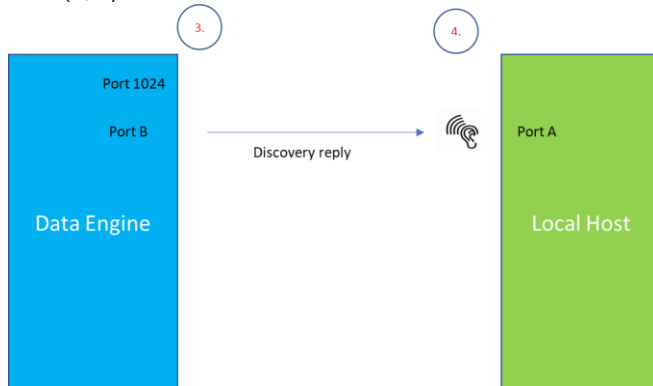 3.
4.
Port 1024
Port B
Port A
Discovery reply
Data Engine
Local Host